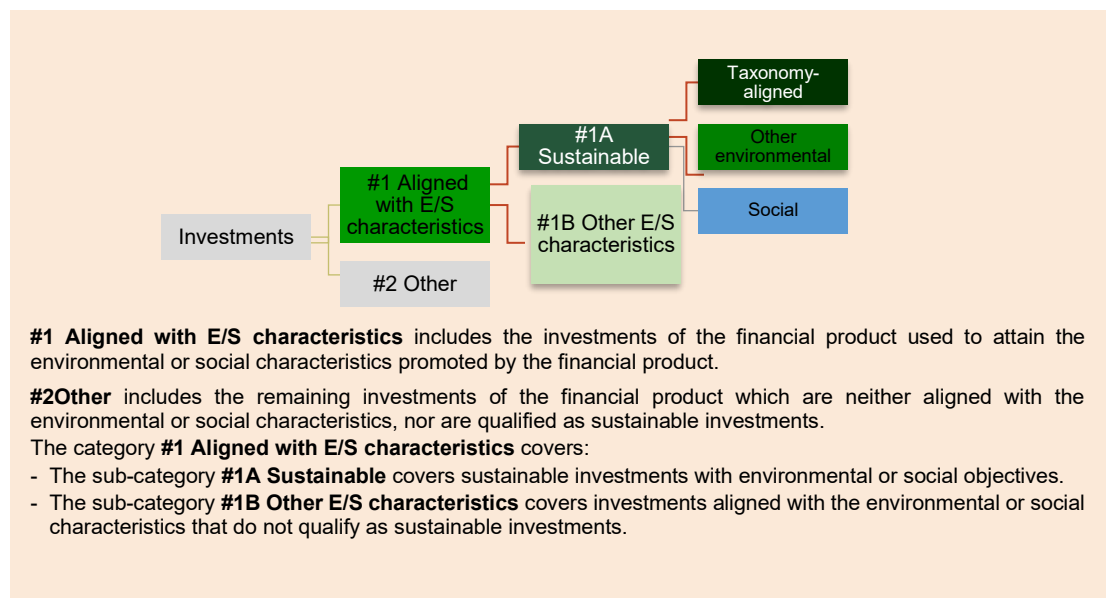 Taxonomy-
aligned
#1A
Sustainable
Other
environmental
#1 Aligned
with E/S
characteristics
#1B Other E/S
characteristics
Social
Investments
#2 Other
#1 Aligned with E/S characteristics includes the investments of the financial product used to attain the
environmental or social characteristics promoted by the financial product.
#2Other includes the remaining investments of the financial product which are neither aligned with the
environmental or social characteristics, nor are qualified as sustainable investments.
The category #1 Aligned with E/S characteristics covers:
- The sub-category #1A Sustainable covers sustainable investments with environmental or social objectives.
- The sub-category #1B Other E/S characteristics covers investments aligned with the environmental or social
characteristics that do not qualify as sustainable investments.